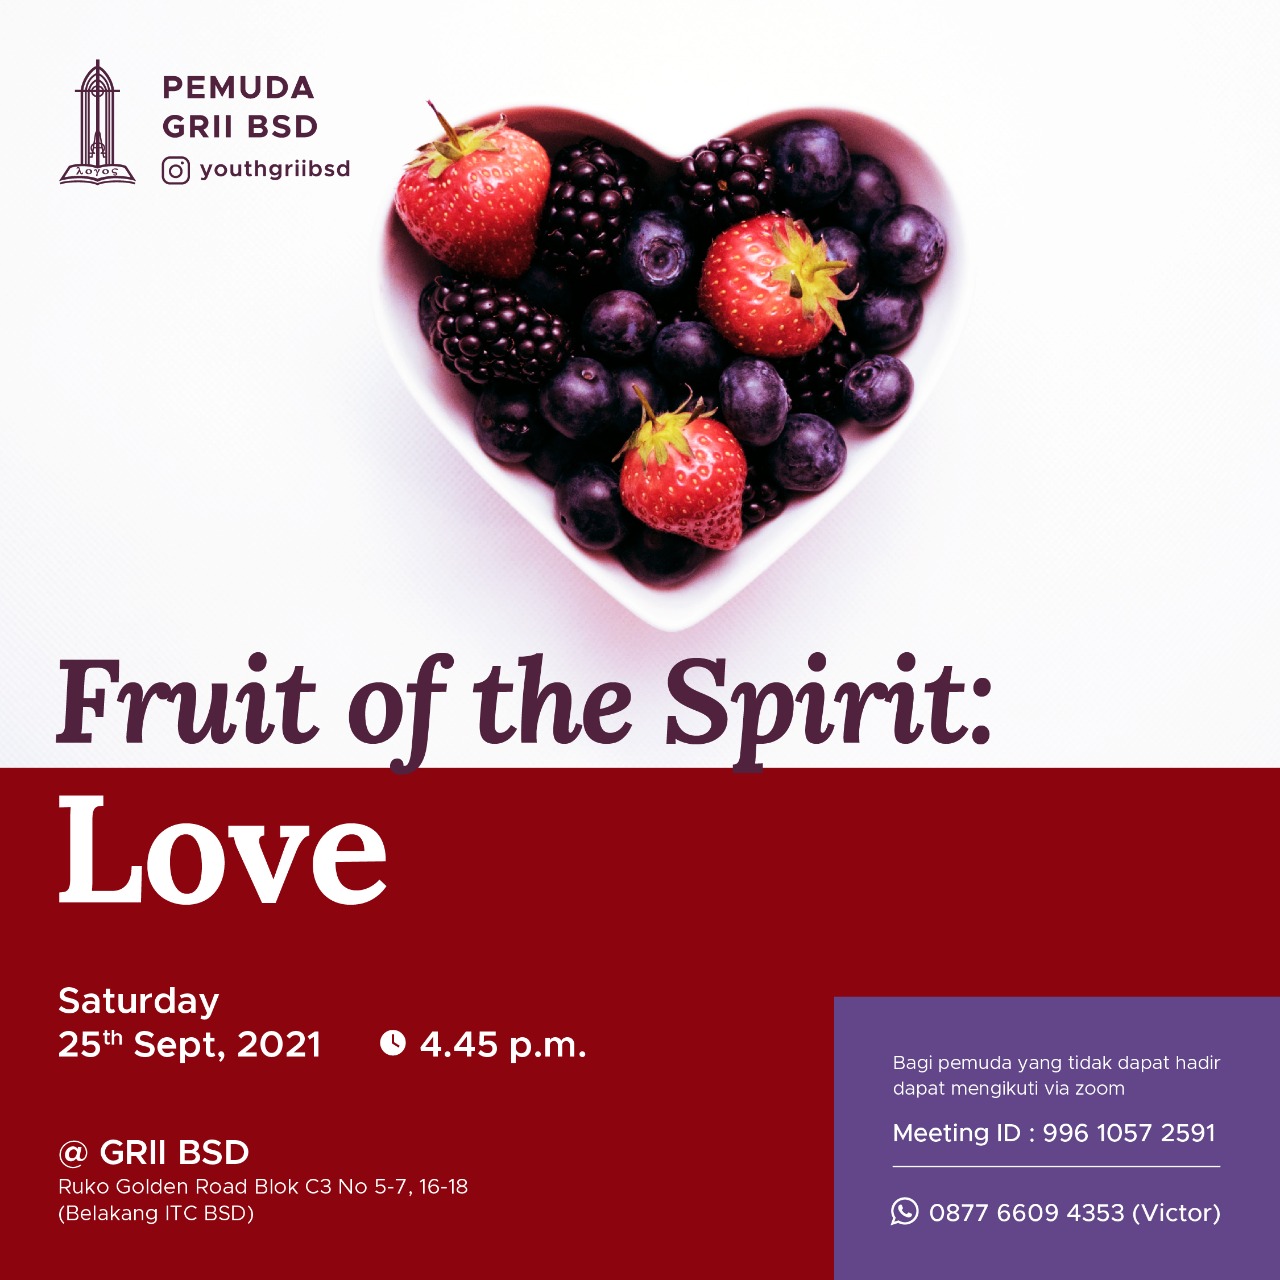 PEMUDA
GRII BSD
youthgriibsd
λογος
Fruit of the Spirit:
Love
Saturday
25th Sept, 2021
4.45 p.m.
@ GRII BSD
Ruko Golden Road Blok C3 No 5-7, 16-18
(Belakang ITC BSD)
Bagi pemuda yang tidak dapat hadir
dapat mengikuti via zoom
Meeting ID : 996 1057 2591
0877 6609 4353 (Victor)